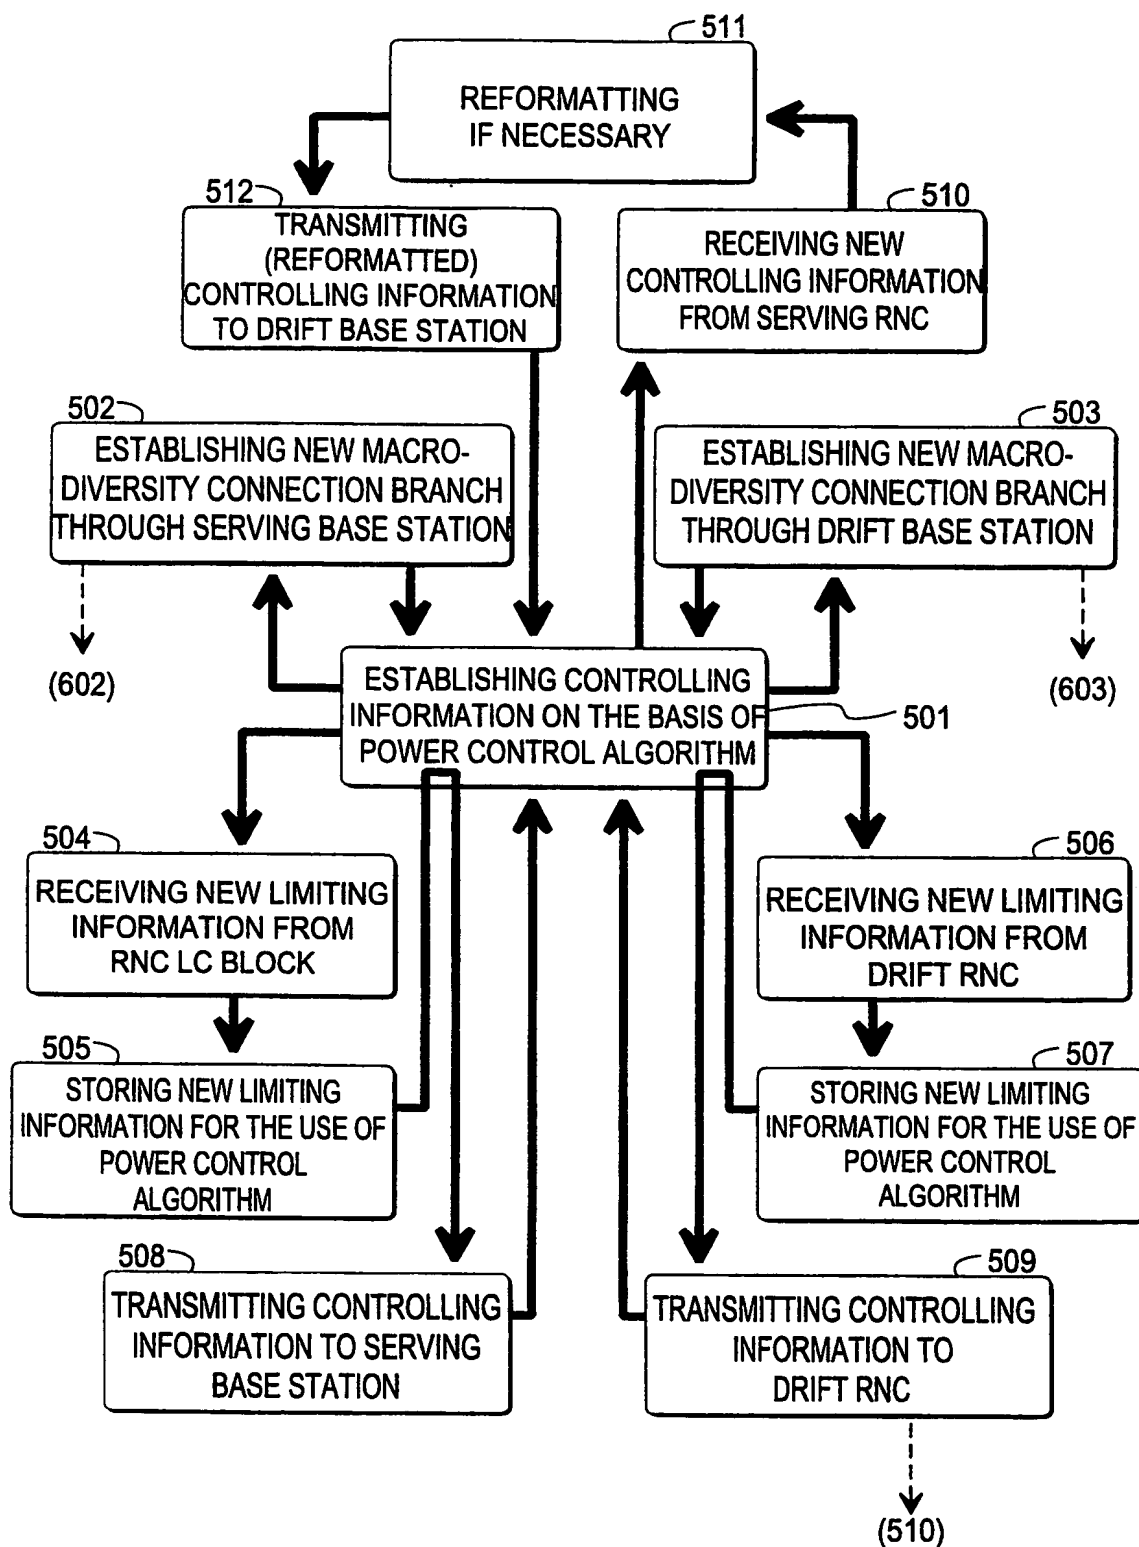 511
REFORMATTING
IF NECESSARY
512
TRANSMITTING
(REFORMATTED)
CONTROLLING INFORMATION
TO DRIFT BASE STATION
510
RECEIVING NEW
CONTROLLING INFORMATION
FROM SERVING RNC
502
ESTABLISHING NEW MACRO-
DIVERSITY CONNECTION BRANCH
THROUGH SERVING BASE STATION
503
ESTABLISHING NEW MACRO-
DIVERSITY CONNECTION BRANCH
THROUGH DRIFT BASE STATION
(602)
(603)
ESTABLISHING CONTROLLING
INFORMATION ON THE BASIS OF
POWER CONTROL ALGORITHM
501
504
RECEIVING NEW LIMITING
INFORMATION FROM
RNC LC BLOCK
506
RECEIVING NEW LIMITING
INFORMATION FROM
DRIFT RNC
505
STORING NEW LIMITING
INFORMATION FOR THE USE OF
POWER CONTROL
ALGORITHM
507
STORING NEW LIMITING
INFORMATION FOR THE USE OF
POWER CONTROL
ALGORITHM
508
TRANSMITTING CONTROLLING
INFORMATION TO SERVING
BASE STATION
509
TRANSMITTING CONTROLLING
INFORMATION TO
DRIFT RNC
(510)